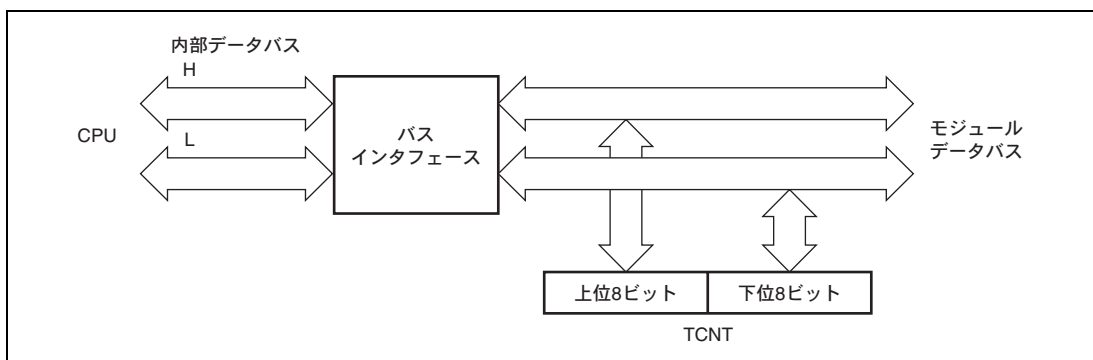 内部データバス
H
CPU
L
バス
インタフェース
モジュール
データバス
上位8ビット
下位8ビット
TCNT